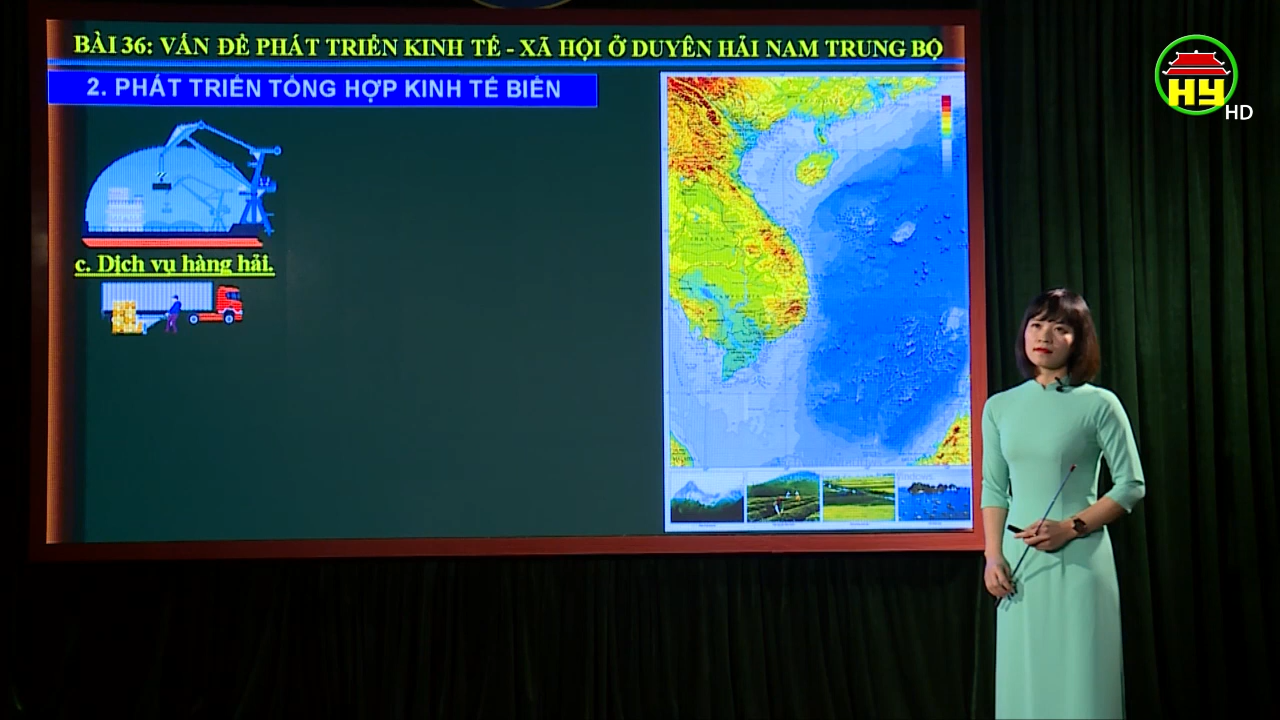 BÀI 36: VẤN ĐỀ PHÁT TRIỂN KINH TẾ - XÃ HỘI Ở DUYÊN HẢI NAM TRUNG BỘ
2. PHÁT TRIỂN TỔNG HỢP KINH TẾ BIỂN
c. Dịch vụ hàng hải.
HY
HD